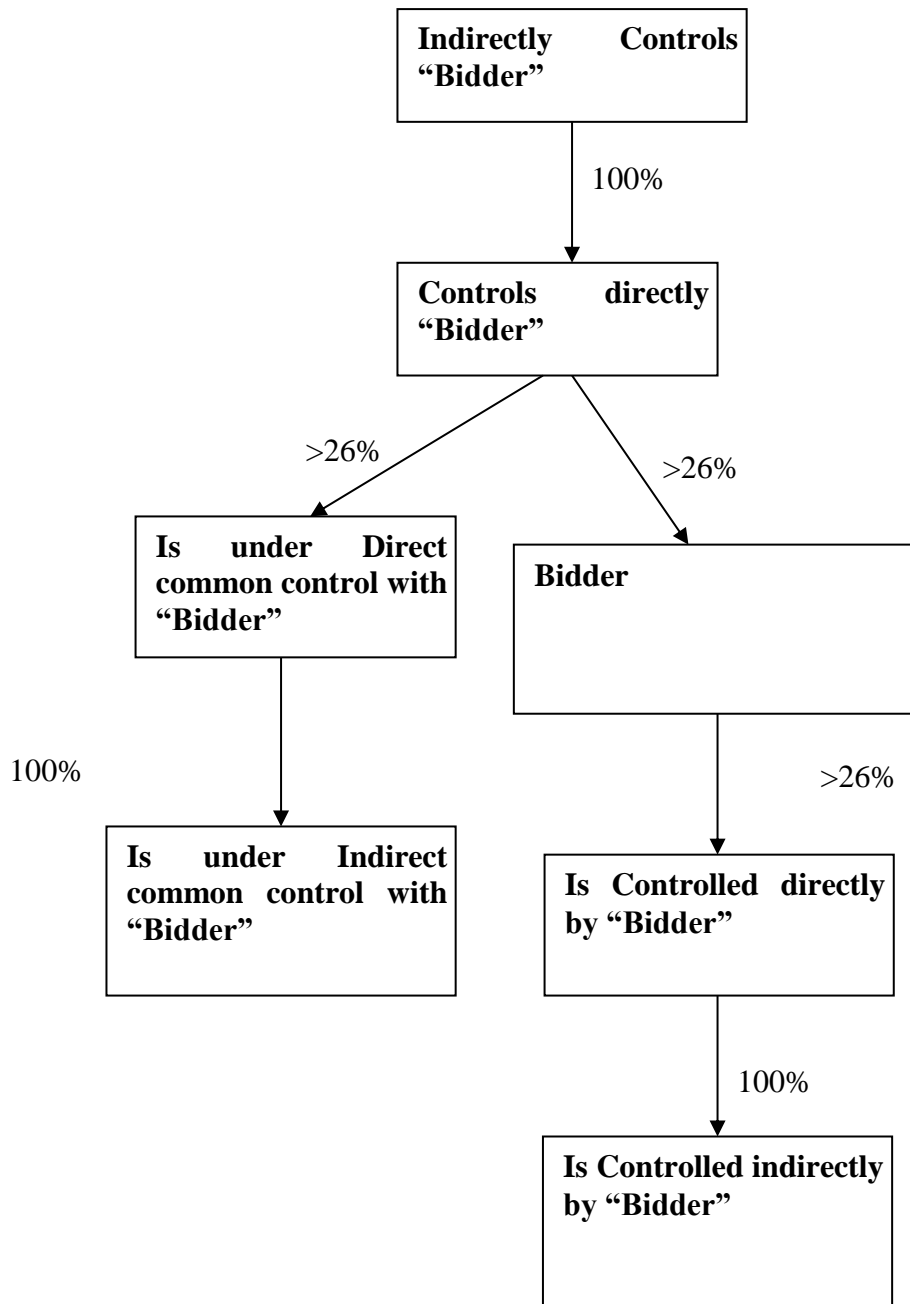 Indirectly Controls
“Bidder”
100%
Controls directly
“Bidder”
>26%
>26%
Is under Direct
common control with
“Bidder”
Bidder
100%
>26%
Is under Indirect
common control with
“Bidder”
Is Controlled directly
by “Bidder”
100%
Is Controlled indirectly
by “Bidder”